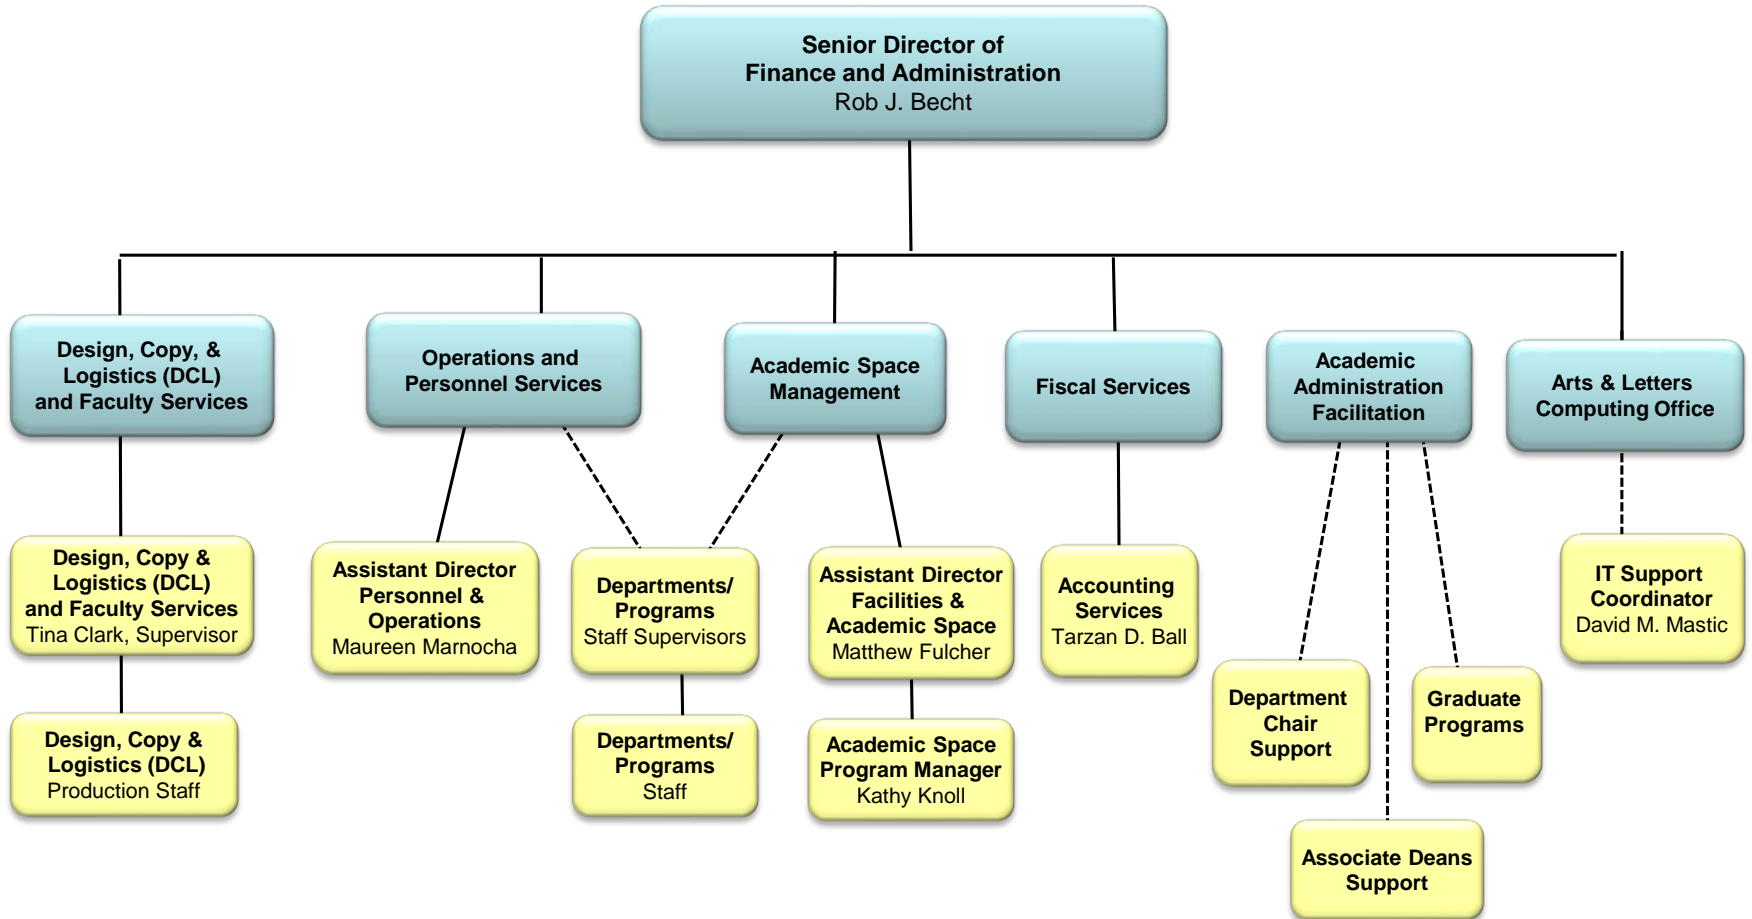 Senior Director of
Finance and Administration
Rob J. Becht
Design, Copy, &
Logistics (DCL)
and Faculty Services
Operations and
Personnel Services
Academic Space
Management
Fiscal Services
Academic
Administration
Facilitation
Arts & Letters
Computing Office
Design, Copy &
Logistics (DCL)
and Faculty Services
Tina Clark, Supervisor
Assistant Director
Personnel &
Operations
Maureen Marnocha
Departments/
Programs
Staff Supervisors
Assistant Director
Facilities &
Academic Space
Matthew Fulcher
Accounting
Services
Tarzan D. Ball
IT Support
Coordinator
David M. Mastic
Department
Chair
Support
Graduate
Programs
Design, Copy &
Logistics (DCL)
Production Staff
Departments/
Programs
Staff
Academic Space
Program Manager
Kathy Knoll
Associate Deans
Support